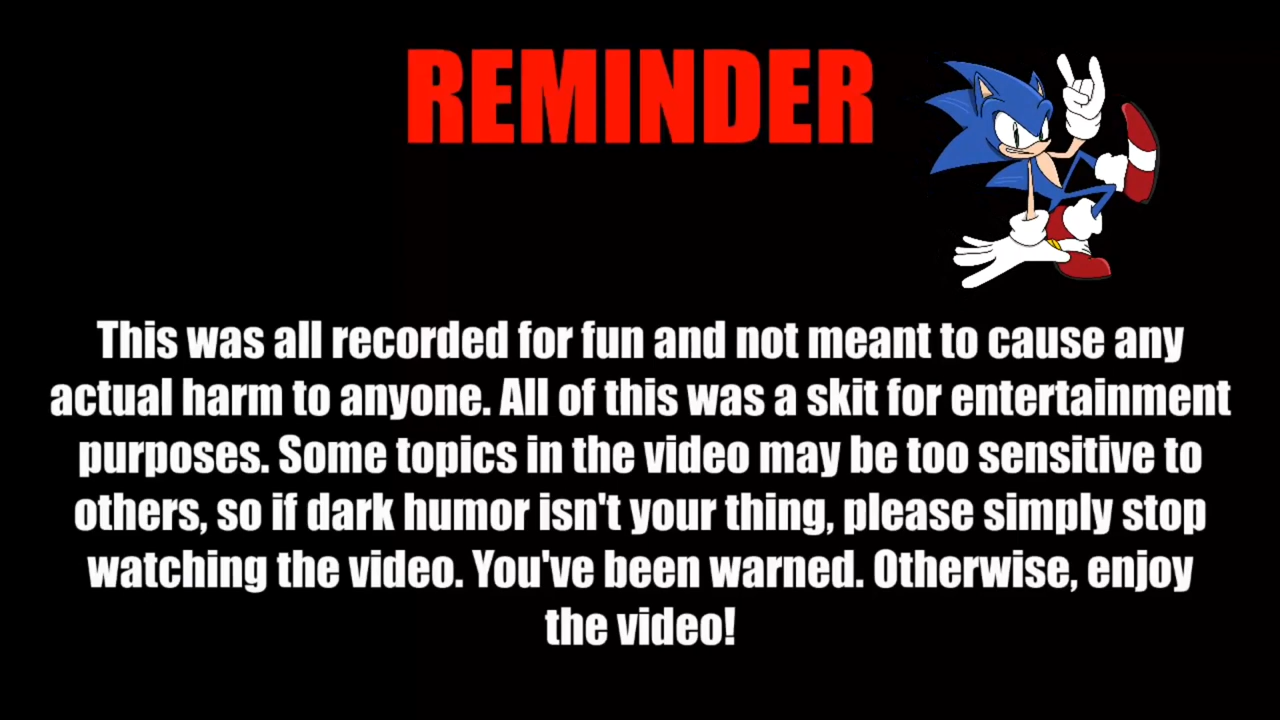 REMINDER
This was all recorded for fun and not meant to cause any
actual harm to anyone. All of this was a skit for entertainment
purposes. Some topics in the video may be too sensitive to
others, so if dark humor isn't your thing, please simply stop
watching the video. You've been warned. Otherwise, enjoy
the video!